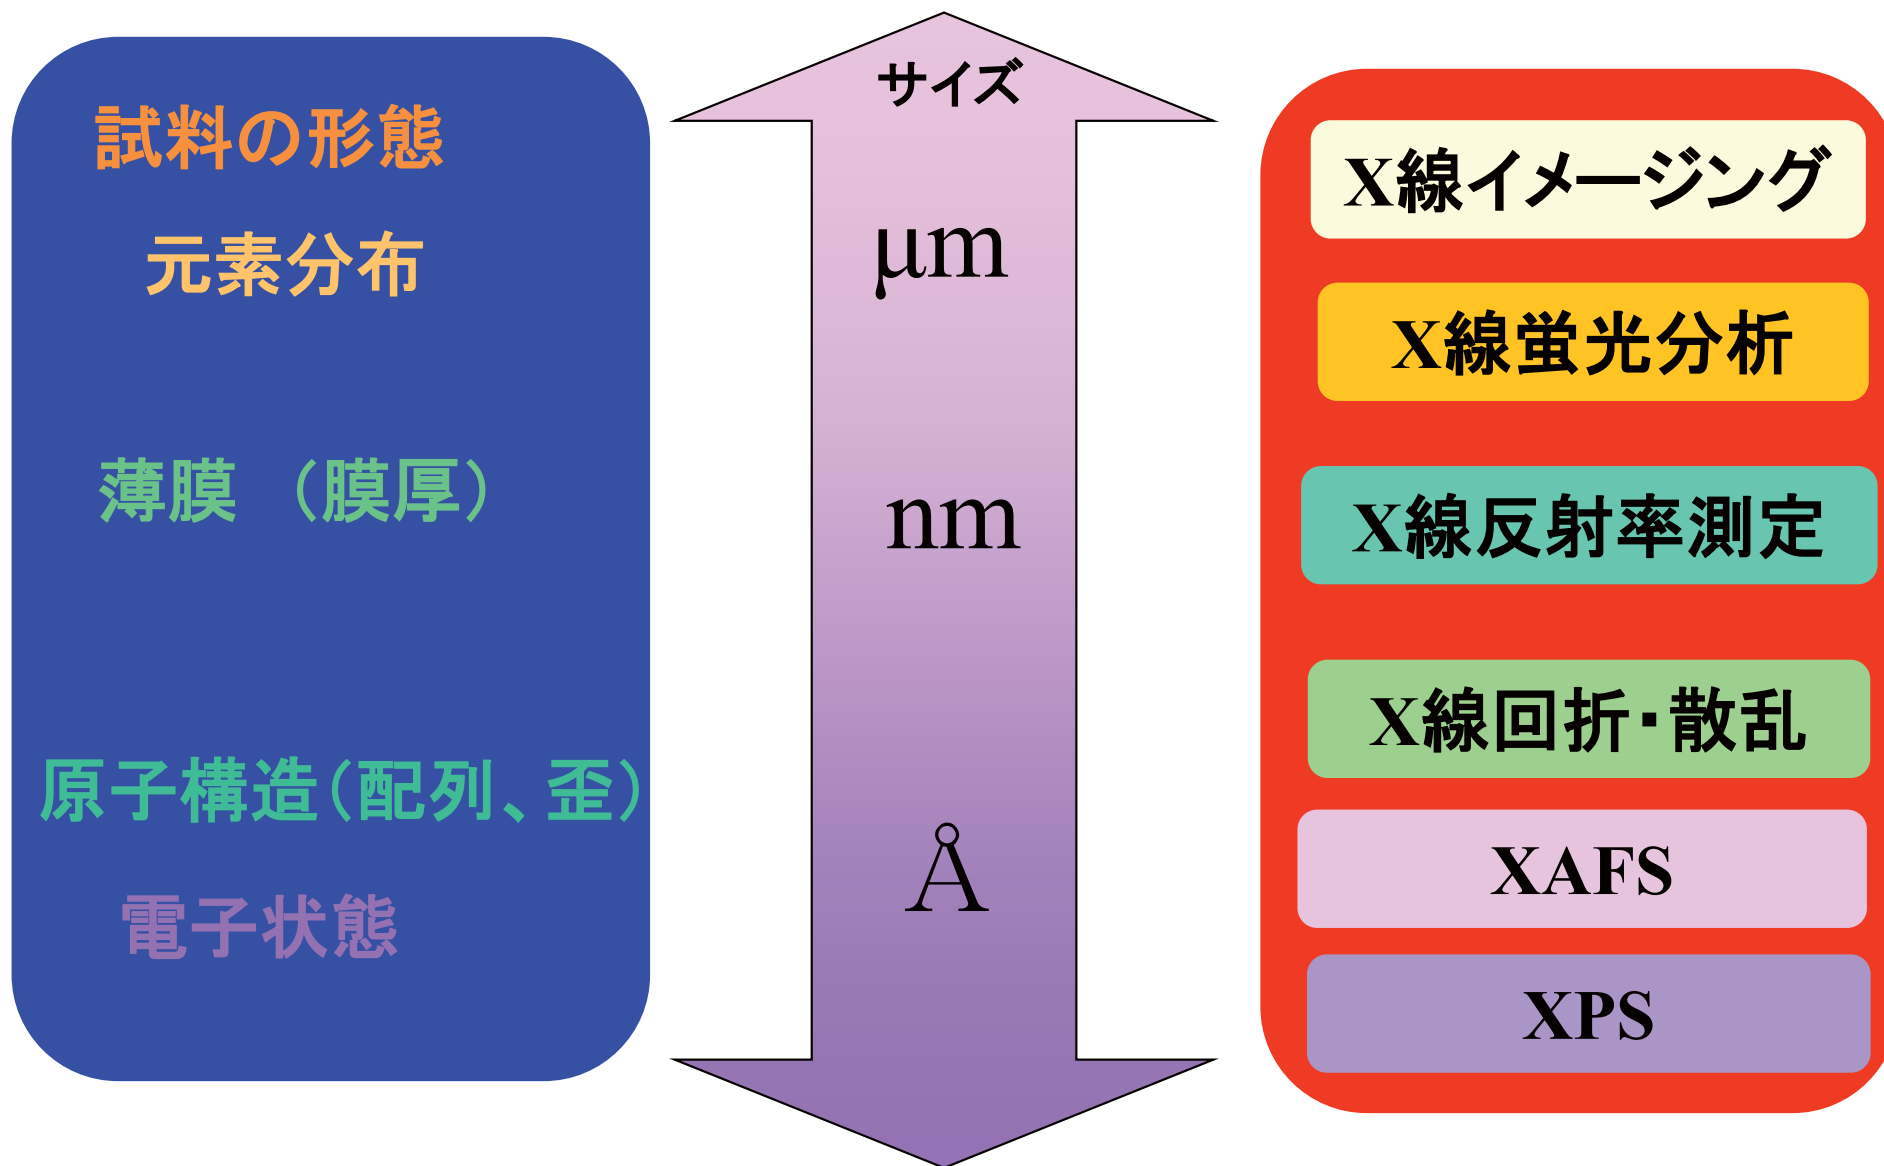 試料の形態
元素分布
薄膜 （膜厚）
原子構造（配列、歪）
電子状態
サイズ
μm
nm
Å
X線イメージング
X線蛍光分析
X線反射率測定
X線回折・散乱
XAFS
XPS